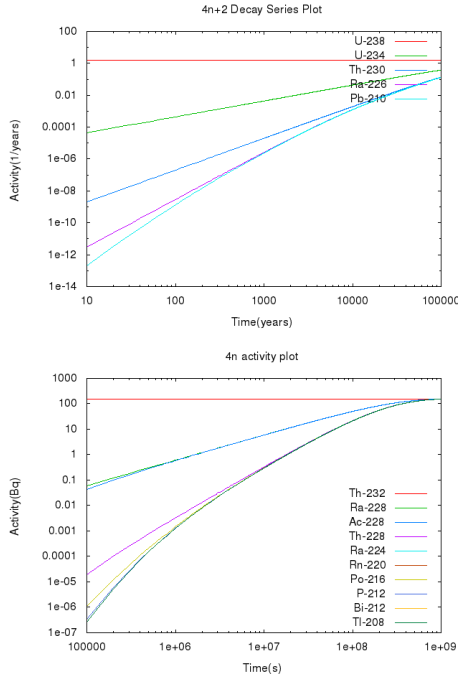 4n+2 Decay Series Plot
100
1
0.01
0.0001
1e-06
1e-08
1e-10
1e-12
1e-14
Activity(1/years)
U-238
U-234
Th-230
Ra-226
Pb-210
10
100
1000
10000
100000
Time(years)
4n activity plot
1000
100
10
1
0.1
0.01
0.001
0.0001
1e-05
1e-06
1e-07
Activity(Bq)
Th-232
Ra-228
Ac-228
Th-228
Ra-224
Rn-220
Po-216
P-212
Bi-212
Tl-208
100000
1e+06
1e+07
1e+08
1e+09
Time(s)